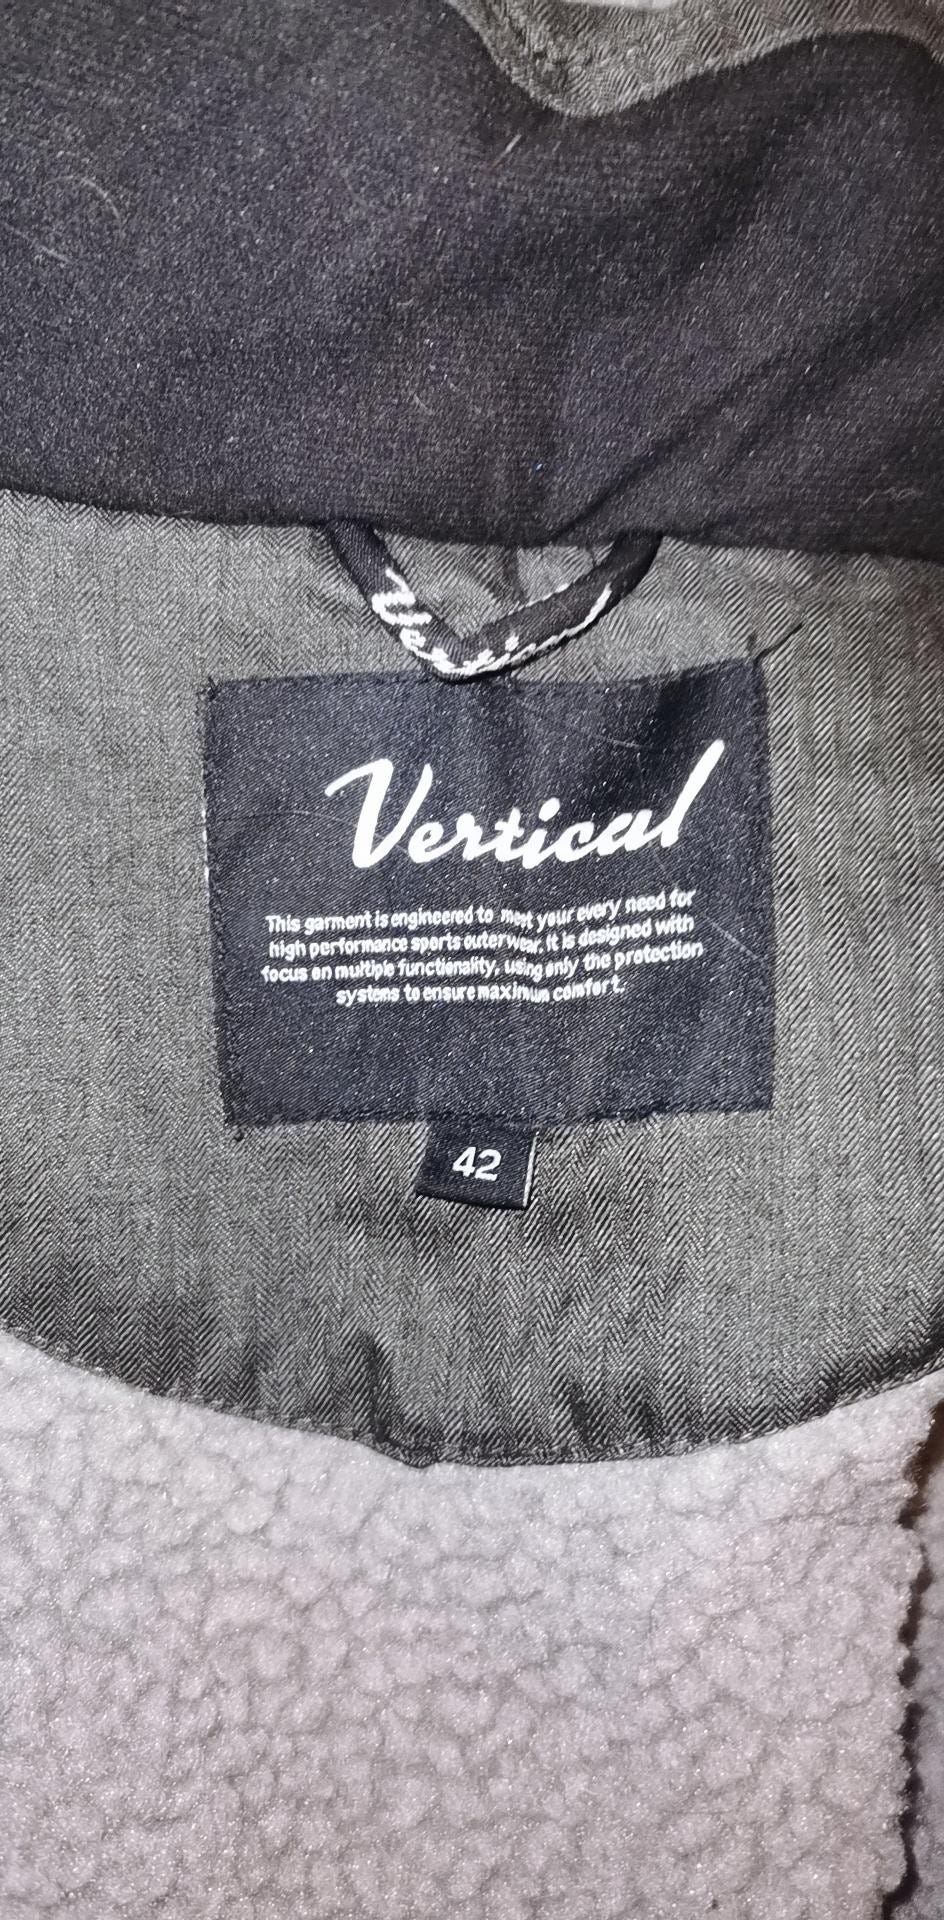 Vertical
Vertical
This garment is engineered to meet your every need for
high performance sports outerwear. It is designed with
focus on multiple functionality, using only the protection
systems to ensure maximum comfort.
42